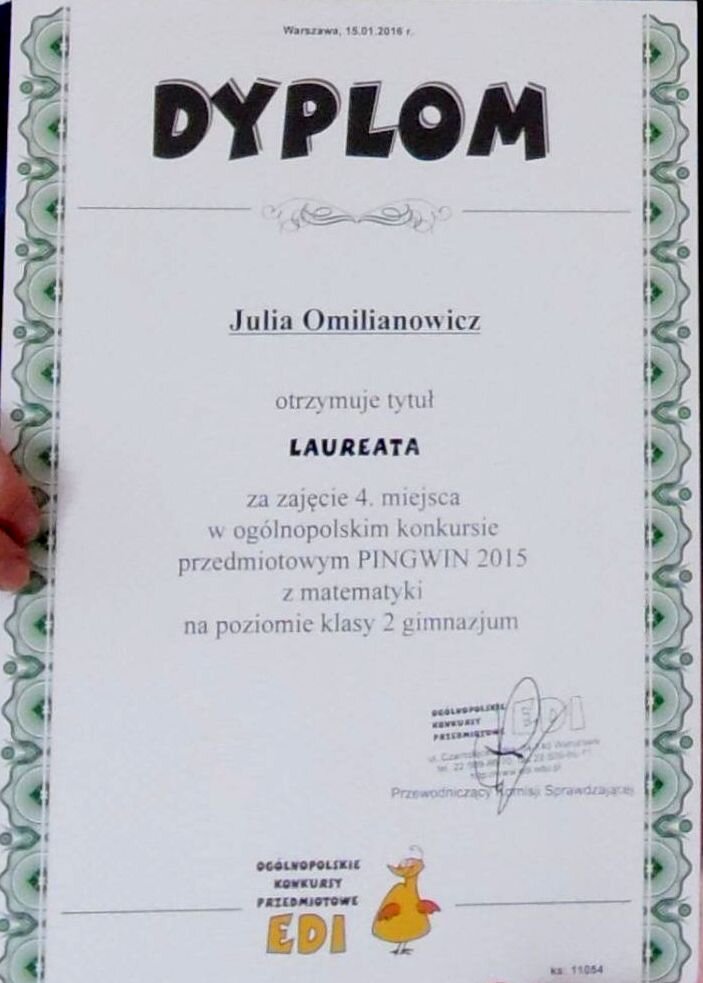 Warszawa, 15.01.2016 r.
DYPLOM
Julia Omilianowicz
otrzymuje tytuł
LAUREATA
za zajęcie 4. miejsca
w ogólnopolskim konkursie
przedmiotowym PINGWIN 2015
z matematyki
na poziomie klasy 2 gimnazjum
OGÓLNOPOLSKIE
KONKURSY
PRZEDMIOTOWE
Przewodniczący Komisji Sprawdzającej
OGÓLNOPOLSKIE
KONKURSY
PRZEDMIOTOWE
EDI
ks. 11054